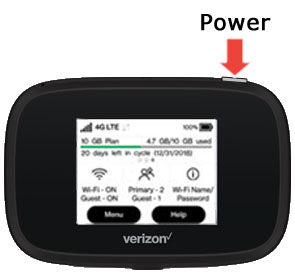 Power
4G LTE 100%
10 GB Plan 4.7 GB/10 GB used
20 days left in cycle (12/31/2018)
Wi-Fi - ON Primary - 2 Wi-Fi Name/
Guest - ON Guest - 1 Password
Menu Help
verizon✓